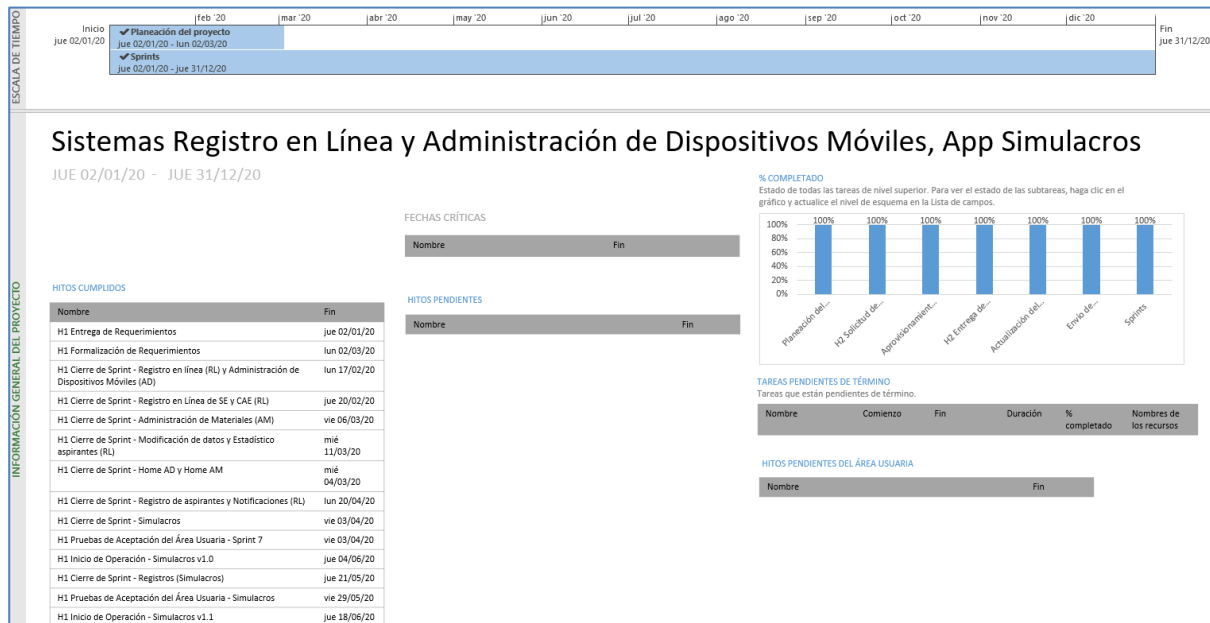 ESCALA DE TIEMPO
feb '20 mar '20 abr '20 may '20 jun '20 jul '20 ago '20 sep '20 oct '20 nov '20 dic '20
Inicio
jue 02/01/20
✔Planeación del proyecto
jue 02/01/20 - lun 02/03/20
✔Sprints
jue 02/01/20 - jue 31/12/20
Fin
jue 31/12/20
INFORMACIÓN GENERAL DEL PROYECTO
Sistemas Registro en Línea y Administración de Dispositivos Móviles, App Simulacros
JUE 02/01/20 - JUE 31/12/20
HITOS CUMPLIDOS
Nombre Fin
H1 Entrega de Requerimientos jue 02/01/20
H1 Formalización de Requerimientos lun 02/03/20
H1 Cierre de Sprint - Registro en línea (RL) y Administración de lun 17/02/20
Dispositivos Móviles (AD)
H1 Cierre de Sprint - Registro en Línea de SE y CAE (RL) jue 20/02/20
H1 Cierre de Sprint - Administración de Materiales (AM) vie 06/03/20
H1 Cierre de Sprint - Modificación de datos y Estadístico mié
aspirantes (RL) 11/03/20
H1 Cierre de Sprint - Home AD y Home AM mié
04/03/20
H1 Cierre de Sprint - Registro de aspirantes y Notificaciones (RL) lun 20/04/20
H1 Cierre de Sprint - Simulacros vie 03/04/20
H1 Pruebas de Aceptación del Área Usuaria - Sprint 7 vie 03/04/20
H1 Inicio de Operación - Simulacros v1.0 jue 04/06/20
H1 Cierre de Sprint - Registros (Simulacros) jue 21/05/20
H1 Pruebas de Aceptación del Área Usuaria - Simulacros vie 29/05/20
H1 Inicio de Operación - Simulacros v1.1 jue 18/06/20
FECHAS CRÍTICAS
Nombre Fin
HITOS PENDIENTES
Nombre Fin
% COMPLETADO
Estado de todas las tareas de nivel superior. Para ver el estado de las subtareas, haga clic en el
gráfico y actualice el nivel de esquema en la Lista de campos.
100% 100% 100% 100% 100% 100% 100%
100%
80%
60%
40%
20%
0%
Planeación del...
H2 Solicitud de...
Aprovisionamient...
H2 Entrega de...
Actualización del...
Envío de...
Sprints
TAREAS PENDIENTES DE TÉRMINO
Tareas que están pendientes de término.
Nombre Comienzo Fin Duración % Nombres de
completado los recursos
HITOS PENDIENTES DEL ÁREA USUARIA
Nombre Fin